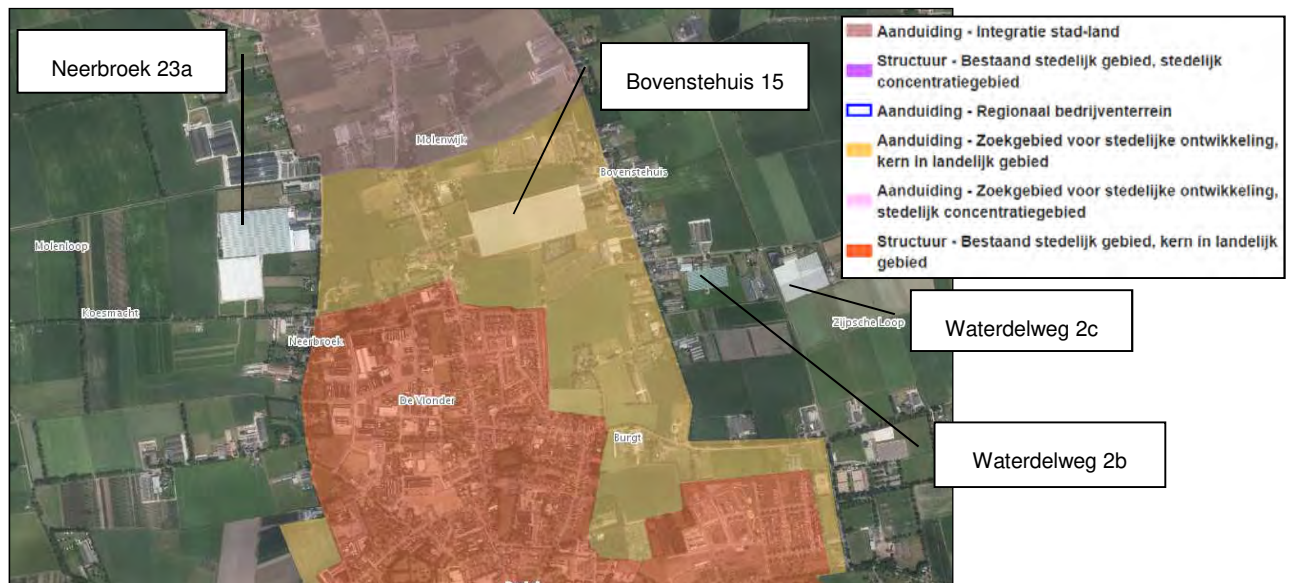 Neerbroek 23a
Bovenstehuis 15
Aanduiding - Integratie stad-land
Structuur - Bestaand stedelijk gebied, stedelijk
concentratiegebied
Aanduiding - Regionaal bedrijventerrein
Aanduiding - Zoekgebied voor stedelijke ontwikkeling,
kern in landelijk gebied
Aanduiding - Zoekgebied voor stedelijke ontwikkeling,
stedelijk concentratiegebied
Structuur - Bestaand stedelijk gebied, kern in landelijk
gebied
Molenwijk
Bovenstehuis
Molenloop
Koesmacht
Neerbroek
Zijpsche Loop
Waterdelweg 2c
De Vlonder
Burgt
Waterdelweg 2b